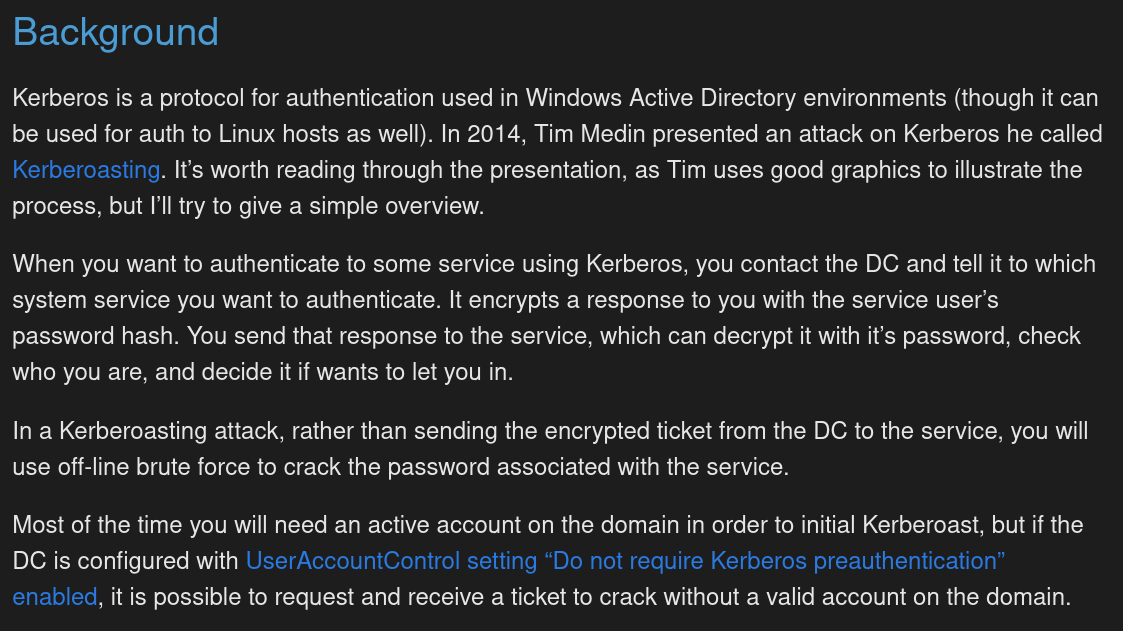 Background
Kerberos is a protocol for authentication used in Windows Active Directory environments (though it can
be used for auth to Linux hosts as well). In 2014, Tim Medin presented an attack on Kerberos he called
Kerberoasting. It’s worth reading through the presentation, as Tim uses good graphics to illustrate the
process, but I’ll try to give a simple overview.
When you want to authenticate to some service using Kerberos, you contact the DC and tell it to which
system service you want to authenticate. It encrypts a response to you with the service user’s
password hash. You send that response to the service, which can decrypt it with it’s password, check
who you are, and decide it if wants to let you in.
In a Kerberoasting attack, rather than sending the encrypted ticket from the DC to the service, you will
use off-line brute force to crack the password associated with the service.
Most of the time you will need an active account on the domain in order to initial Kerberoast, but if the
DC is configured with UserAccountControl setting “Do not require Kerberos preauthentication”
enabled, it is possible to request and receive a ticket to crack without a valid account on the domain.